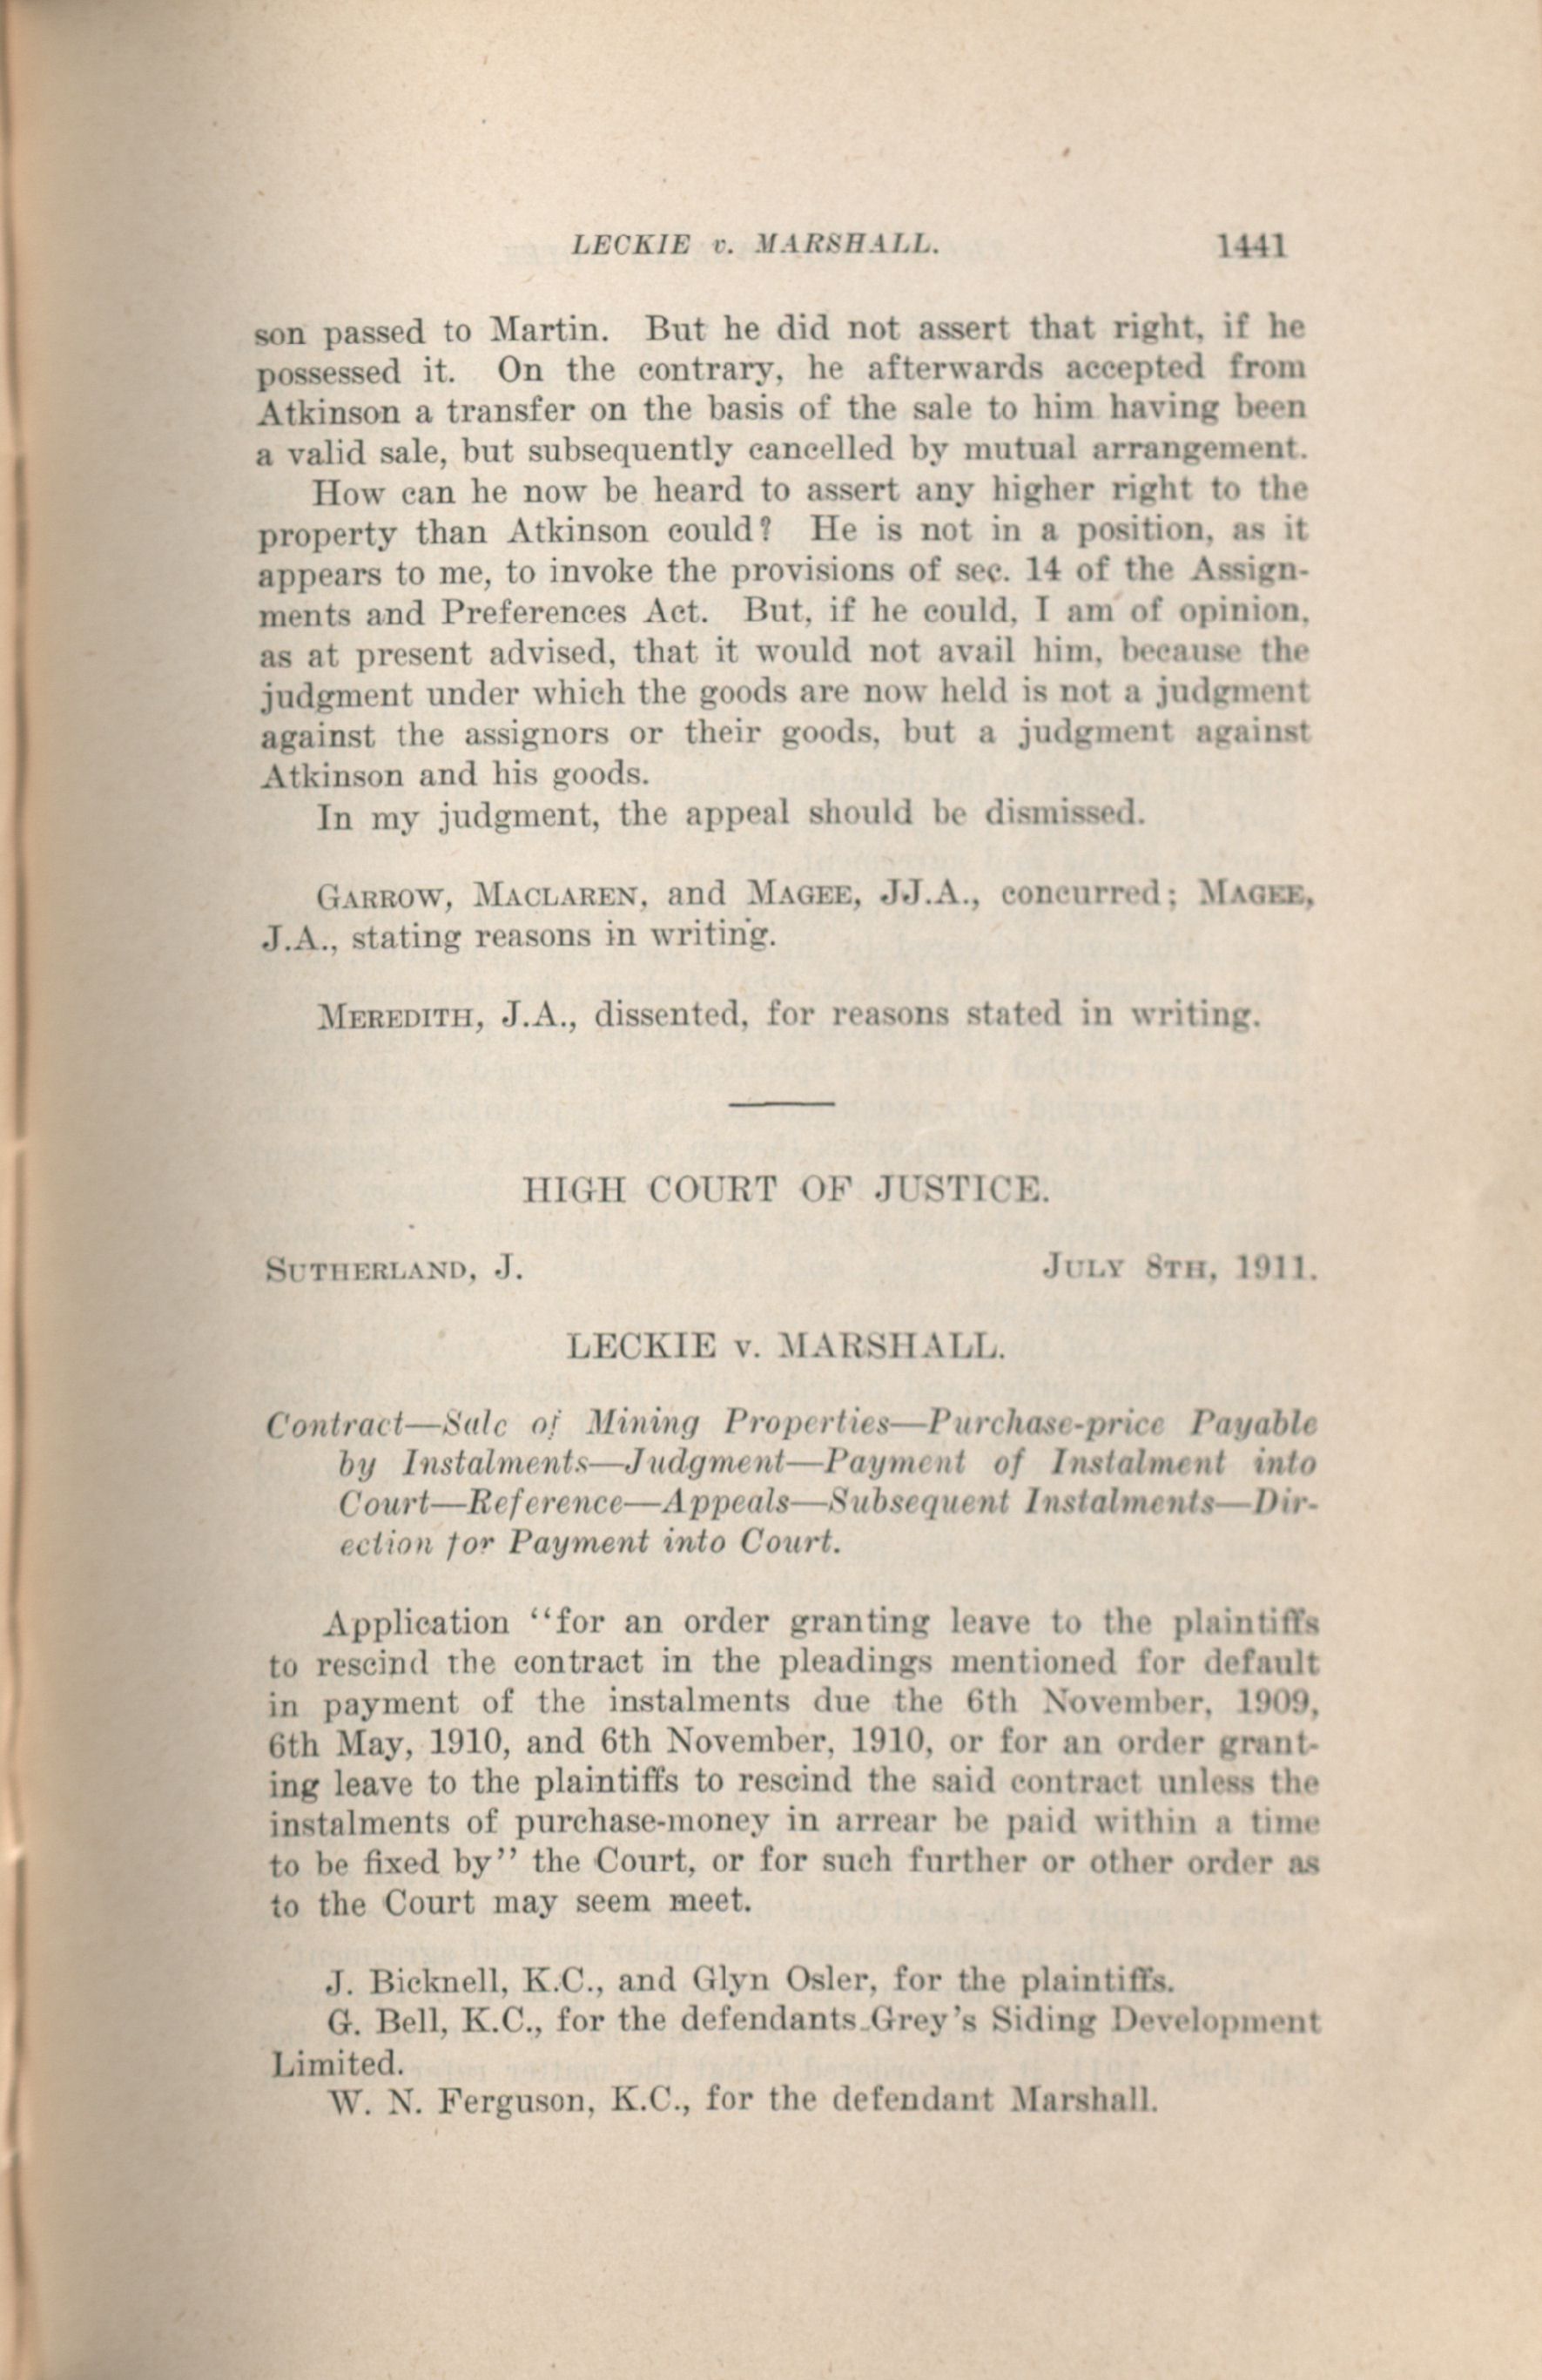 LECKIE v. MARSHALL. 1441
son passed to Martin. But he did not assert that right, if he
possessed it. On the contrary, he afterwards accepted from
Atkinson a transfer on the basis of the sale to him having been
a valid sale, but subsequently cancelled by mutual arrangement.
How can he now be heard to assert any higher right to the
property than Atkinson could? He is not in a position, as it
appears to me, to invoke the provisions of sec. 14 of the Assign-
ments and Preferences Act. But, if he could, I am of opinion,
as at present advised, that it would not avail him, because the
judgment under which the goods are now held is not a judgment
against the assignors or their goods, but a judgment against
Atkinson and his goods.
In my judgment, the appeal should be dismissed.
GARROW, MACLAREN, and MAGEE, JJ.A., concurred; MAGEE,
J.A., stating reasons in writing.
MEREDITH, J.A., dissented, for reasons stated in writing.
HIGH COURT OF JUSTICE.
SUTHERLAND, J. JULY 8TH, 1911.
LECKIE v. MARSHALL.
Contract—Sale of Mining Properties—Purchase-price Payable
by Instalments—Judgment—Payment of Instalment into
Court—Reference—Appeals—Subsequent Instalments—Dir-
ection for Payment into Court.
Application ‘‘for an order granting leave to the plaintiffs
to rescind the contract in the pleadings mentioned for default
in payment of the instalments due the 6th November, 1909,
6th May, 1910, and 6th November, 1910, or for an order grant-
ing leave to the plaintiffs to rescind the said contract unless the
instalments of purchase-money in arrear be paid within a time
to be fixed by’’ the Court, or for such further or other order as
to the Court may seem meet.
J. Bicknell, K.C., and Glyn Osler, for the plaintiffs.
G. Bell, K.C., for the defendants Grey's Siding Development
Limited.
W. N. Ferguson, K.C., for the defendant Marshall.